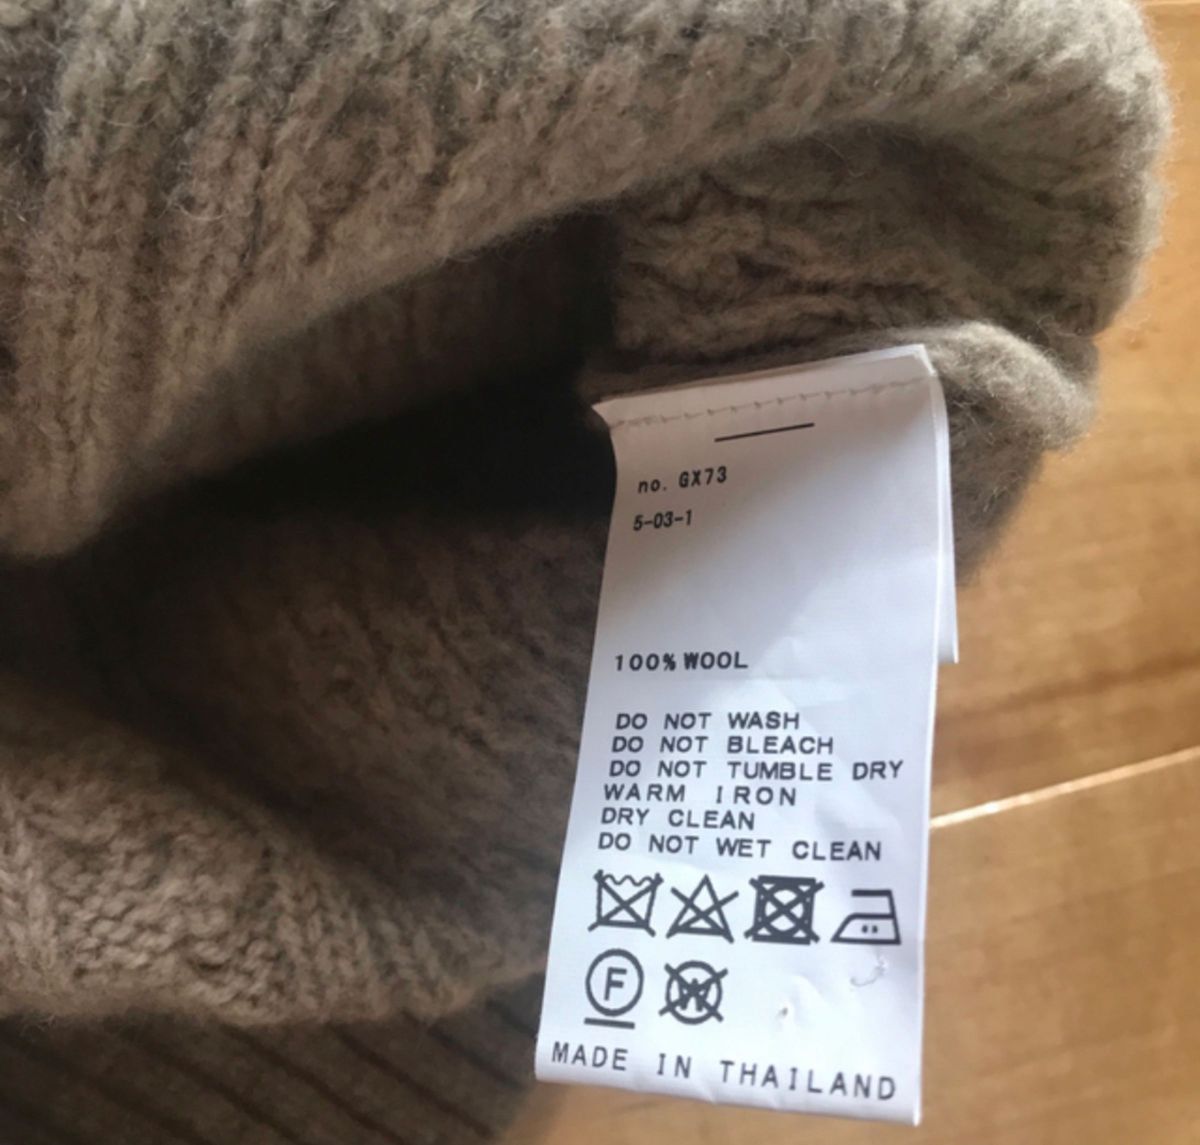 no. GX73
5-03-1
100% WOOL
DO NOT WASH
DO NOT BLEACH
DO NOT TUMBLE DRY
WARM IRON
DRY CLEAN
DO NOT WET CLEAN
F W
MADE IN THAILAND